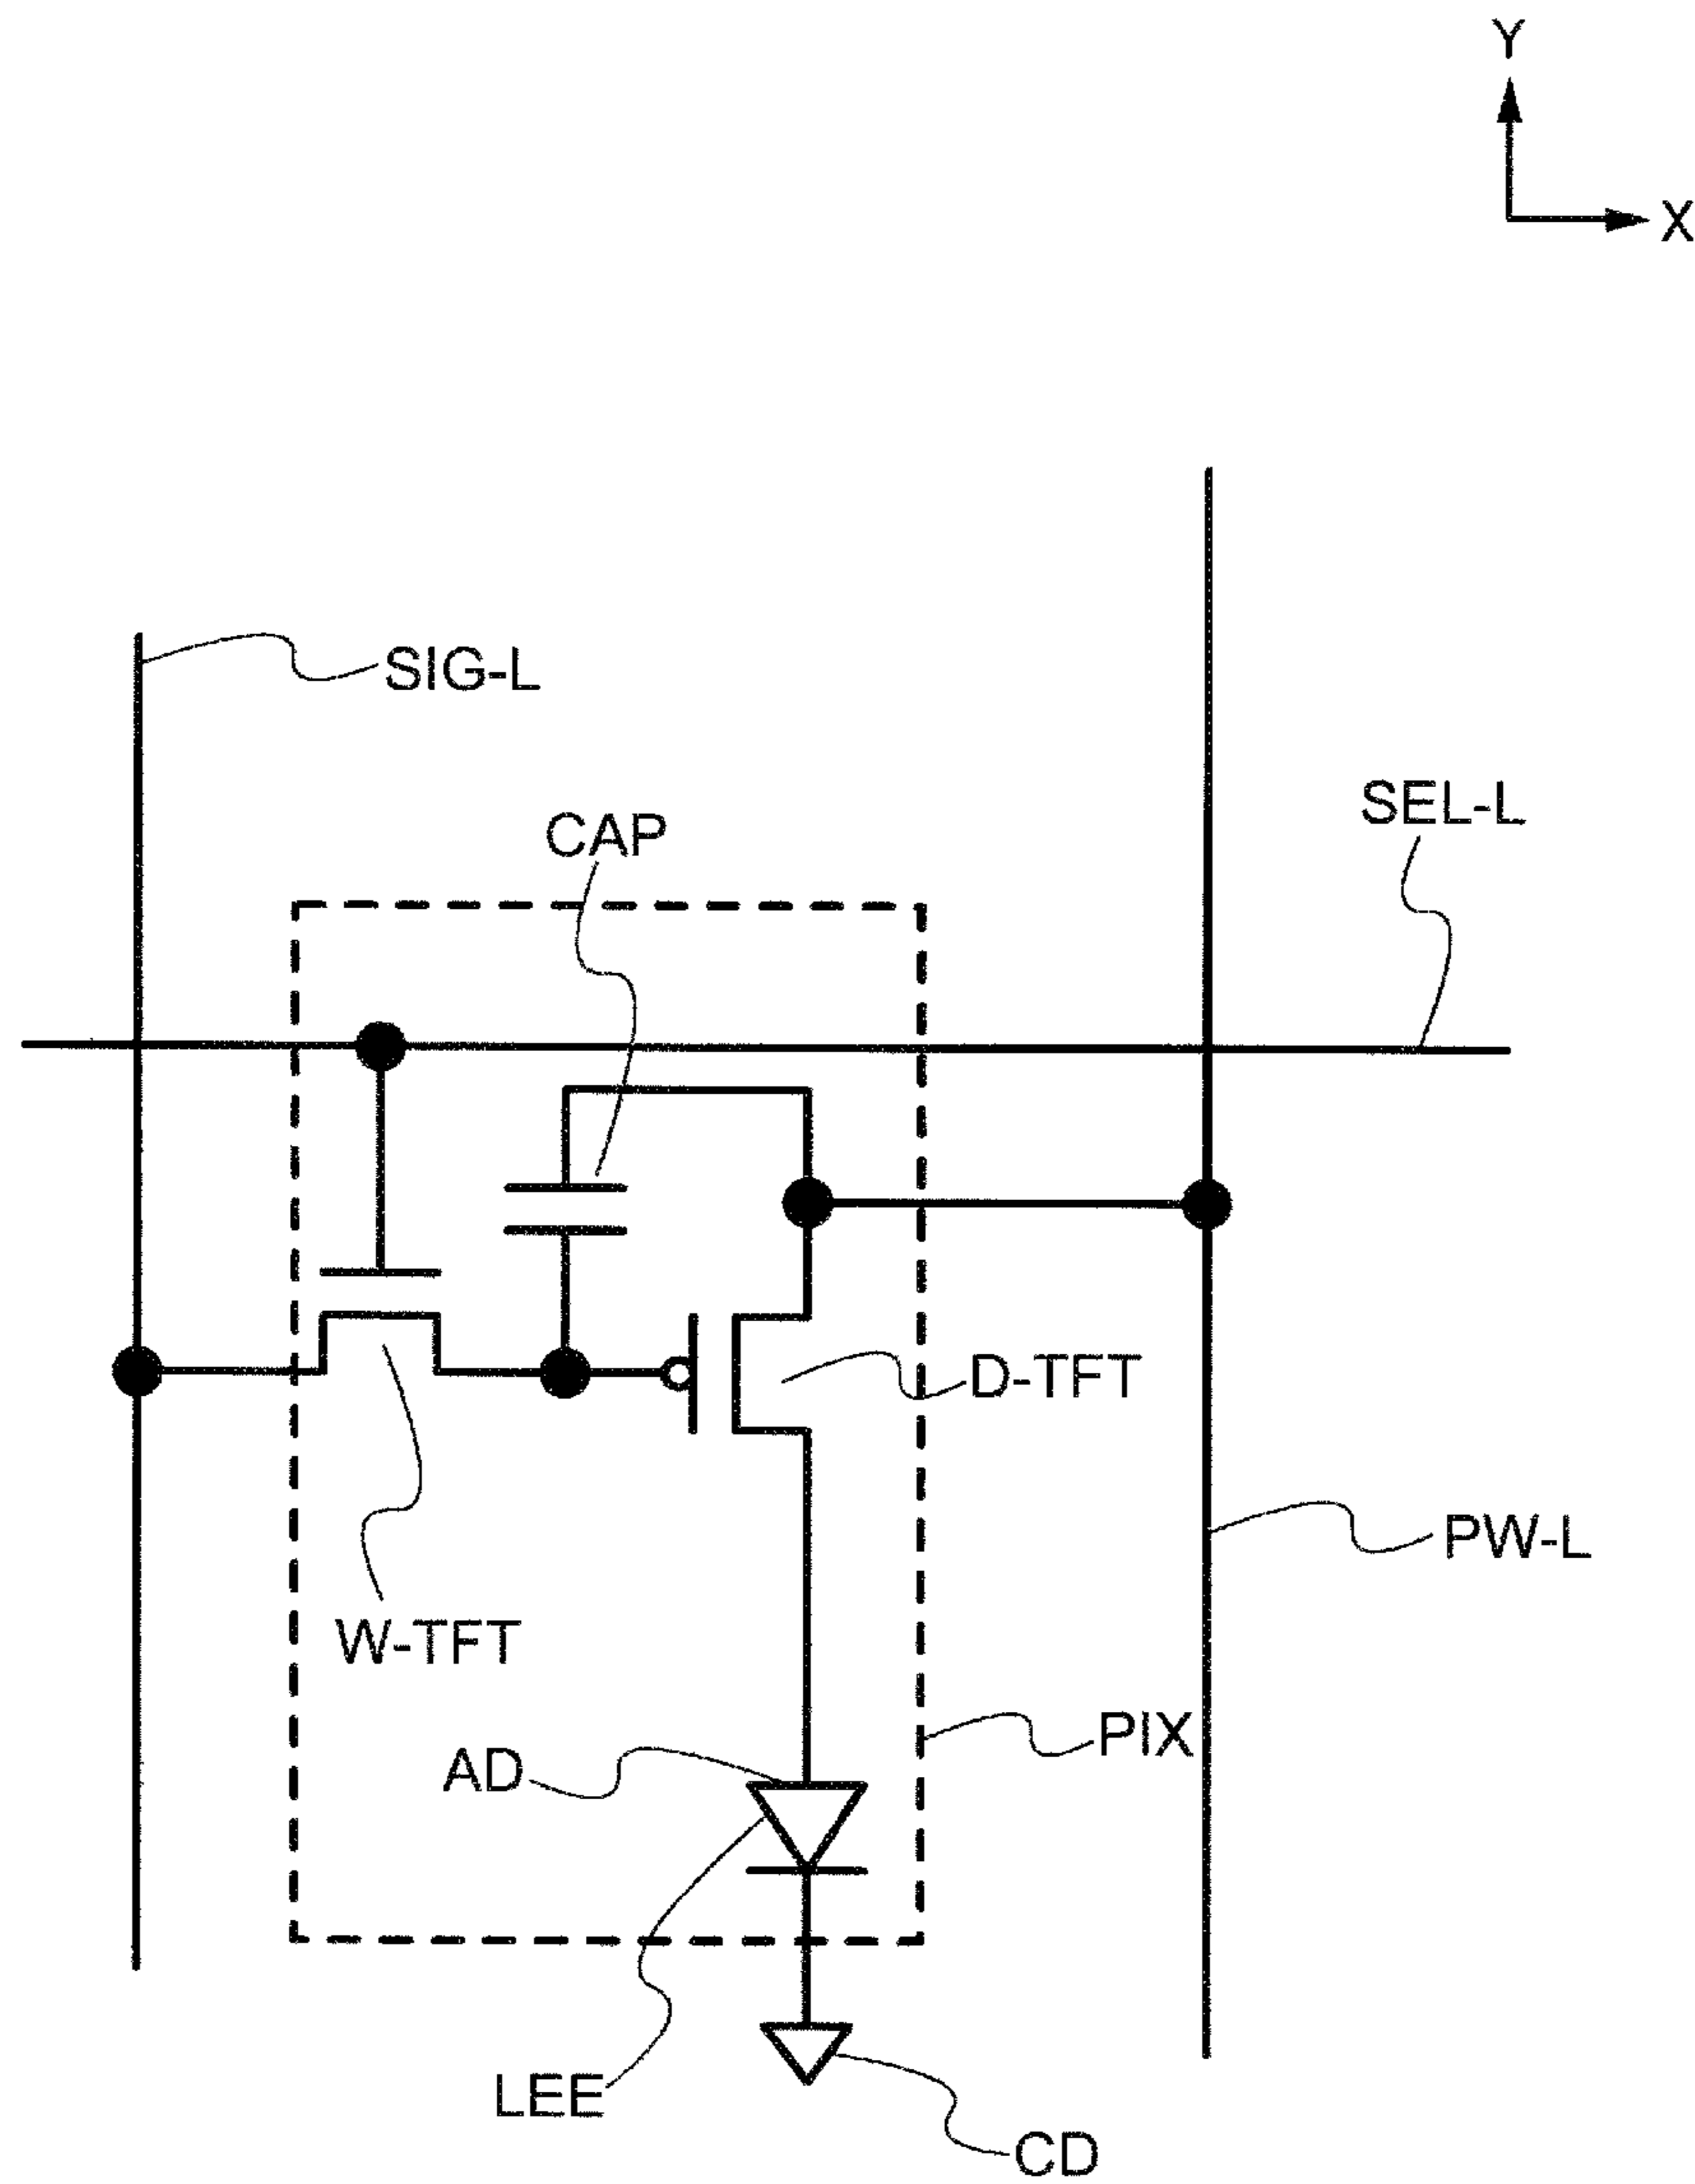 Y
X
SIG-L
SEL-L
CAP
D-TFT
PW-L
W-TFT
PIX
AD
LEE
CD